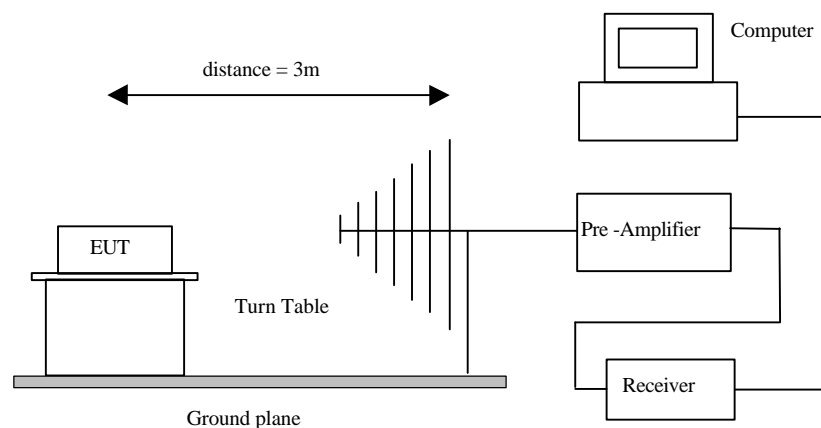 Computer
distance = 3m
Pre -Amplifier
EUT
Turn Table
Receiver
Ground plane